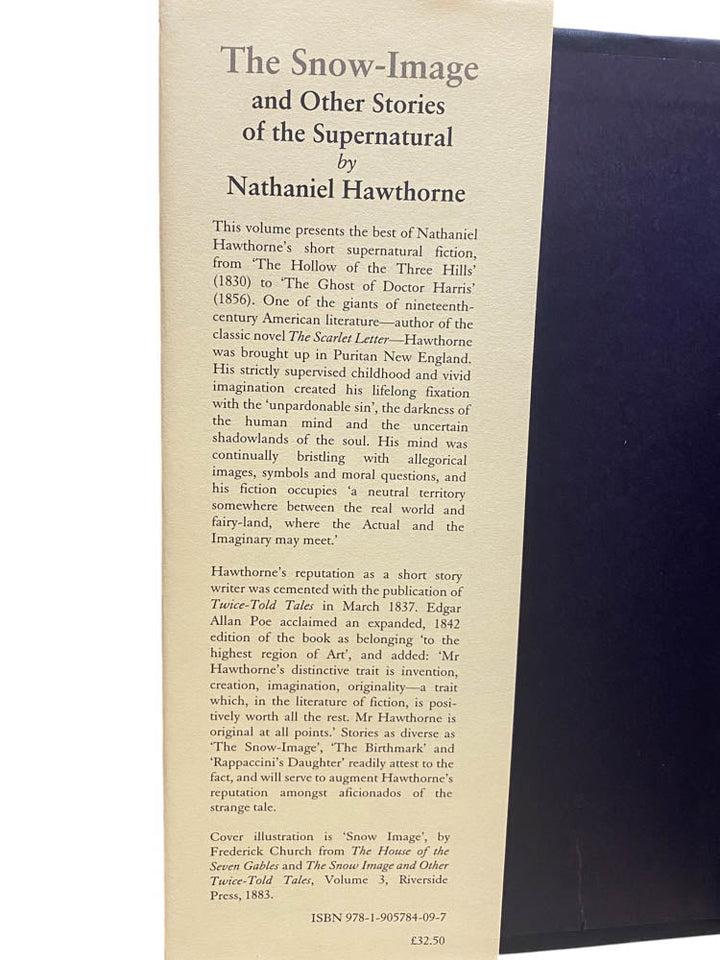 The Snow-Image
and Other Stories
of the Supernatural
by
Nathaniel Hawthorne
This volume presents the best of Nathaniel
Hawthorne's short supernatural fiction,
from 'The Hollow of the Three Hills'
(1830) to 'The Ghost of Doctor Harris'
(1856). One of the giants of nineteenth-
century American literature—author of the
classic novel The Scarlet Letter—Hawthorne
was brought up in Puritan New England.
His strictly supervised childhood and vivid
imagination created his lifelong fixation
with the 'unpardonable sin', the darkness of
the human mind and the uncertain
shadowlands of the soul. His mind was
continually bristling with allegorical
images, symbols and moral questions, and
his fiction occupies 'a neutral territory
somewhere between the real world and
fairy-land, where the Actual and the
Imaginary may meet.'
Hawthorne's reputation as a short story
writer was cemented with the publication of
Twice-Told Tales in March 1837. Edgar
Allan Poe acclaimed an expanded, 1842
edition of the book as belonging 'to the
highest region of Art', and added: 'Mr
Hawthorne's distinctive trait is invention,
creation, imagination, originality—a trait
which, in the literature of fiction, is posi-
tively worth all the rest. Mr Hawthorne is
original at all points.' Stories as diverse as
'The Snow-Image', 'The Birthmark' and
'Rappaccini's Daughter' readily attest to the
fact, and will serve to augment Hawthorne's
reputation amongst aficionados of the
strange tale.
Cover illustration is 'Snow Image', by
Frederick Church from The House of the
Seven Gables and The Snow Image and Other
Twice-Told Tales, Volume 3, Riverside
Press, 1883.
ISBN 978-1-905784-09-7
£32.50